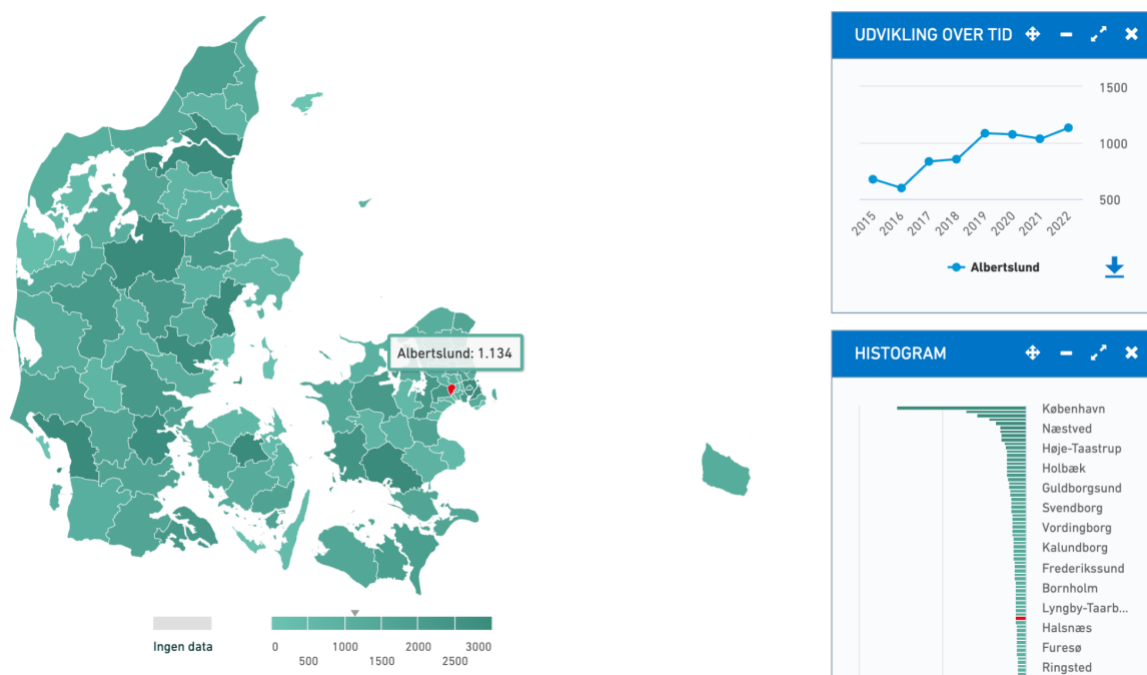 Albertslund: 1.134
Ingen data
0
500
1000
1500
2000
2500
3000
UDVIKLING OVER TID
1500
1000
500
2015
2016
2017
2018
2019
2020
2021
2022
Albertslund
HISTOGRAM
København
Næstved
Høje-Taastrup
Holbæk
Guldborgsund
Svendborg
Vordingborg
Kalundborg
Frederikssund
Bornholm
Lyngby-Taarb...
Halsnæs
Furesø
Ringsted